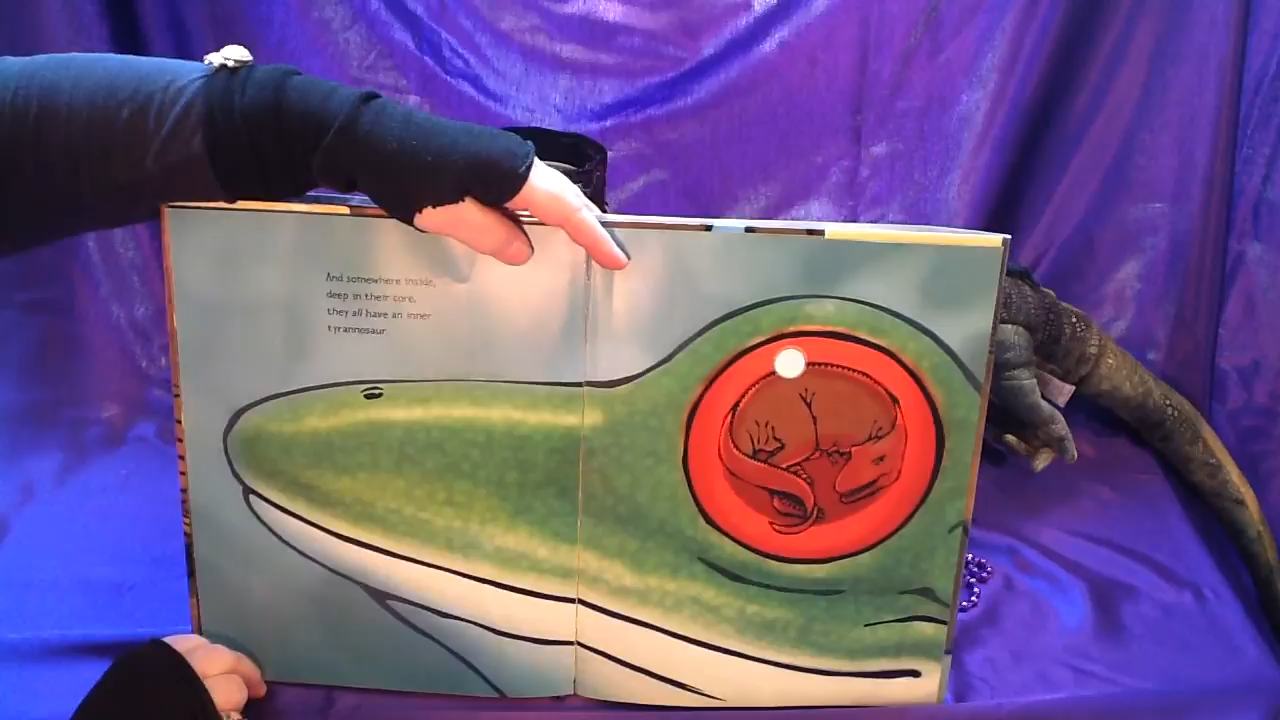 And somewhere inside,
deep in their core,
they all have an inner
tyrannosaur.